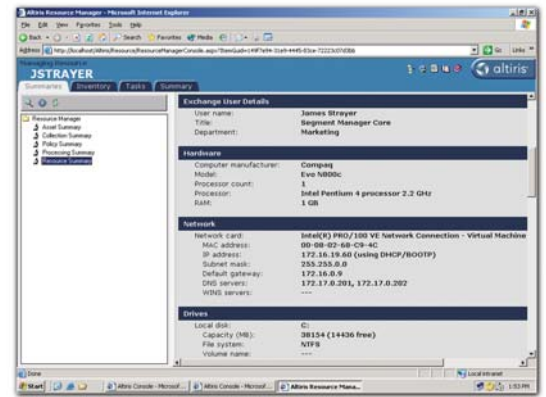 Altiris Resource Manager - Microsoft Internet Explorer
File Edit View Favorites Tools Help
Back Search Favorites Media
Address Go Links
Managing Resource:
JSTRAYER
altiris
Summaries Inventory Tasks Summary
Resource Manager
Asset Summary
Collection Summary
Policy Summary
Processing Summary
Resource Summary
Exchange User Details
User name: James Strayer
Title: Segment Manager Core
Department: Marketing
Hardware
Computer manufacturer: Compaq
Model: Evo N800c
Processor count: 1
Processor: Intel Pentium 4 processor 2.2 GHz
RAM: 1 GB
Network
Network card: Intel(R) PRO/100 VE Network Connection - Virtual Machine
MAC address: 00-08-02-68-C9-4C
IP address: 172.16.19.60 (using DHCP/BOOTP)
Subnet mask: 255.255.0.0
Default gateway: 172.16.0.9
DNS servers: 172.17.0.201, 172.17.0.202
WINS servers: ---
Drives
Local disk: C:
Capacity (MB): 38154 (14436 free)
File system: NTFS
Volume name: ---
Done Local intranet
Start Altiris Console - Microsof... Altiris Console - Microsof... Altiris Resource Mana... 1:53 PM